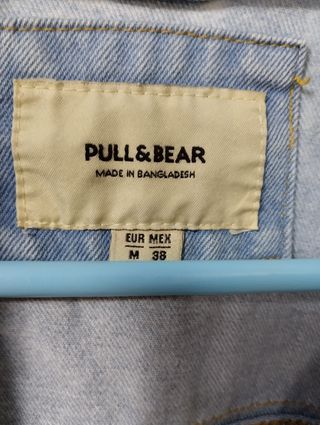 PULL&BEAR
MADE IN BANGLADESH
EUR MEX
M 38